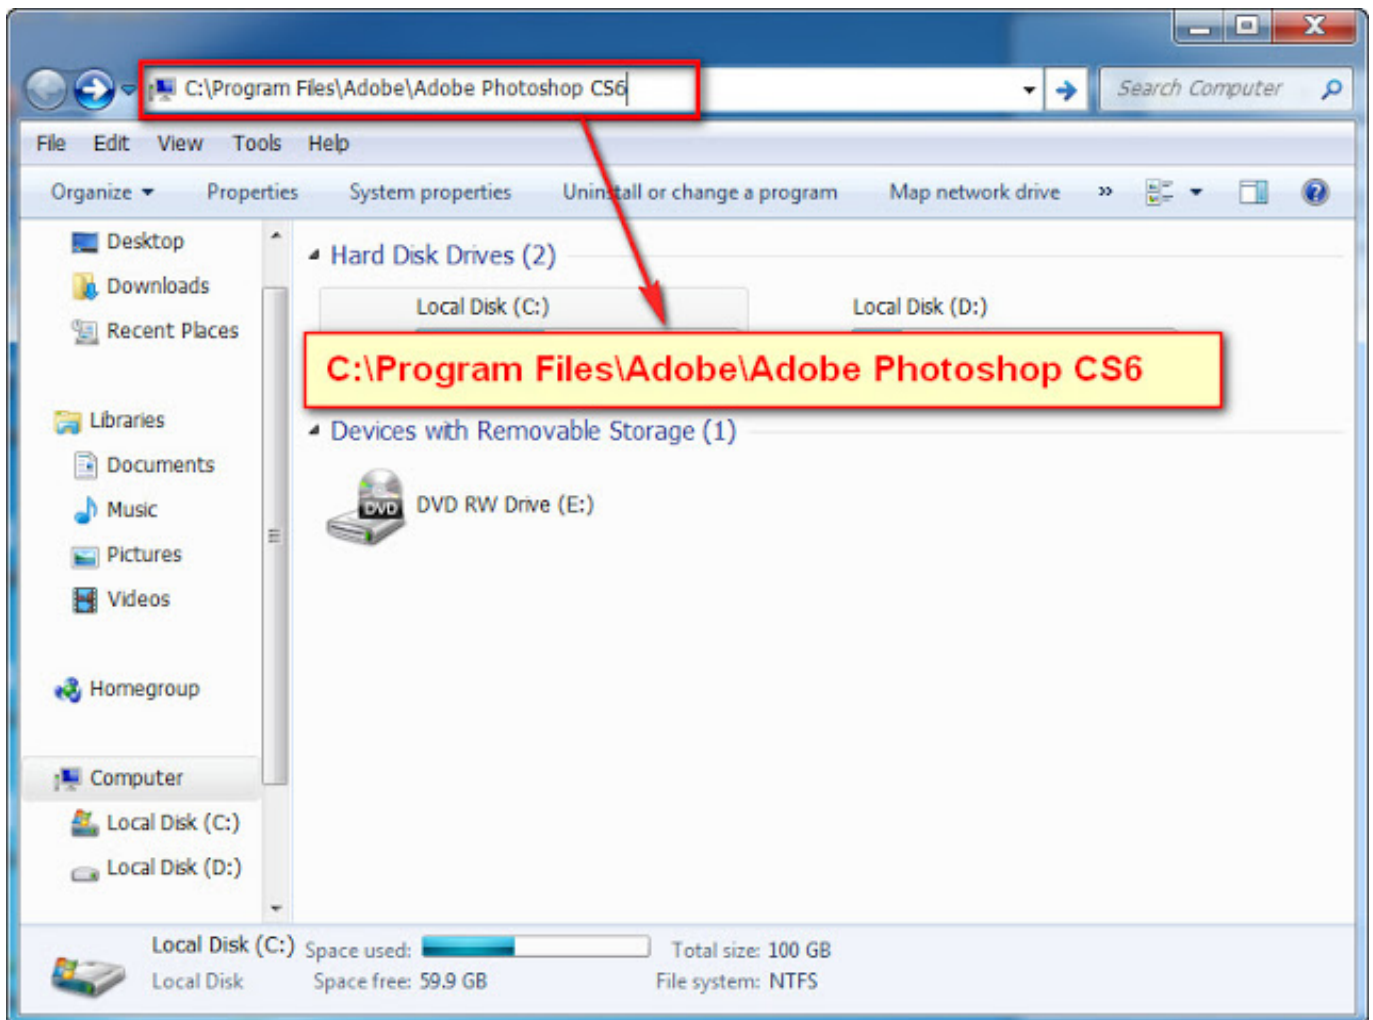 C:\Program Files\Adobe\Adobe Photoshop CS6
Search Computer
File Edit View Tools Help
Organize Properties System properties Uninstall or change a program Map network drive »
Desktop
Downloads
Recent Places
Libraries
Documents
Music
Pictures
Videos
Homegroup
Computer
Local Disk (C:)
Local Disk (D:)
Hard Disk Drives (2)
Local Disk (C:) Local Disk (D:)
C:\Program Files\Adobe\Adobe Photoshop CS6
Devices with Removable Storage (1)
DVD RW Drive (E:)
DVD
Local Disk (C:) Space used: Total size: 100 GB
Local Disk Space free: 59.9 GB File system: NTFS